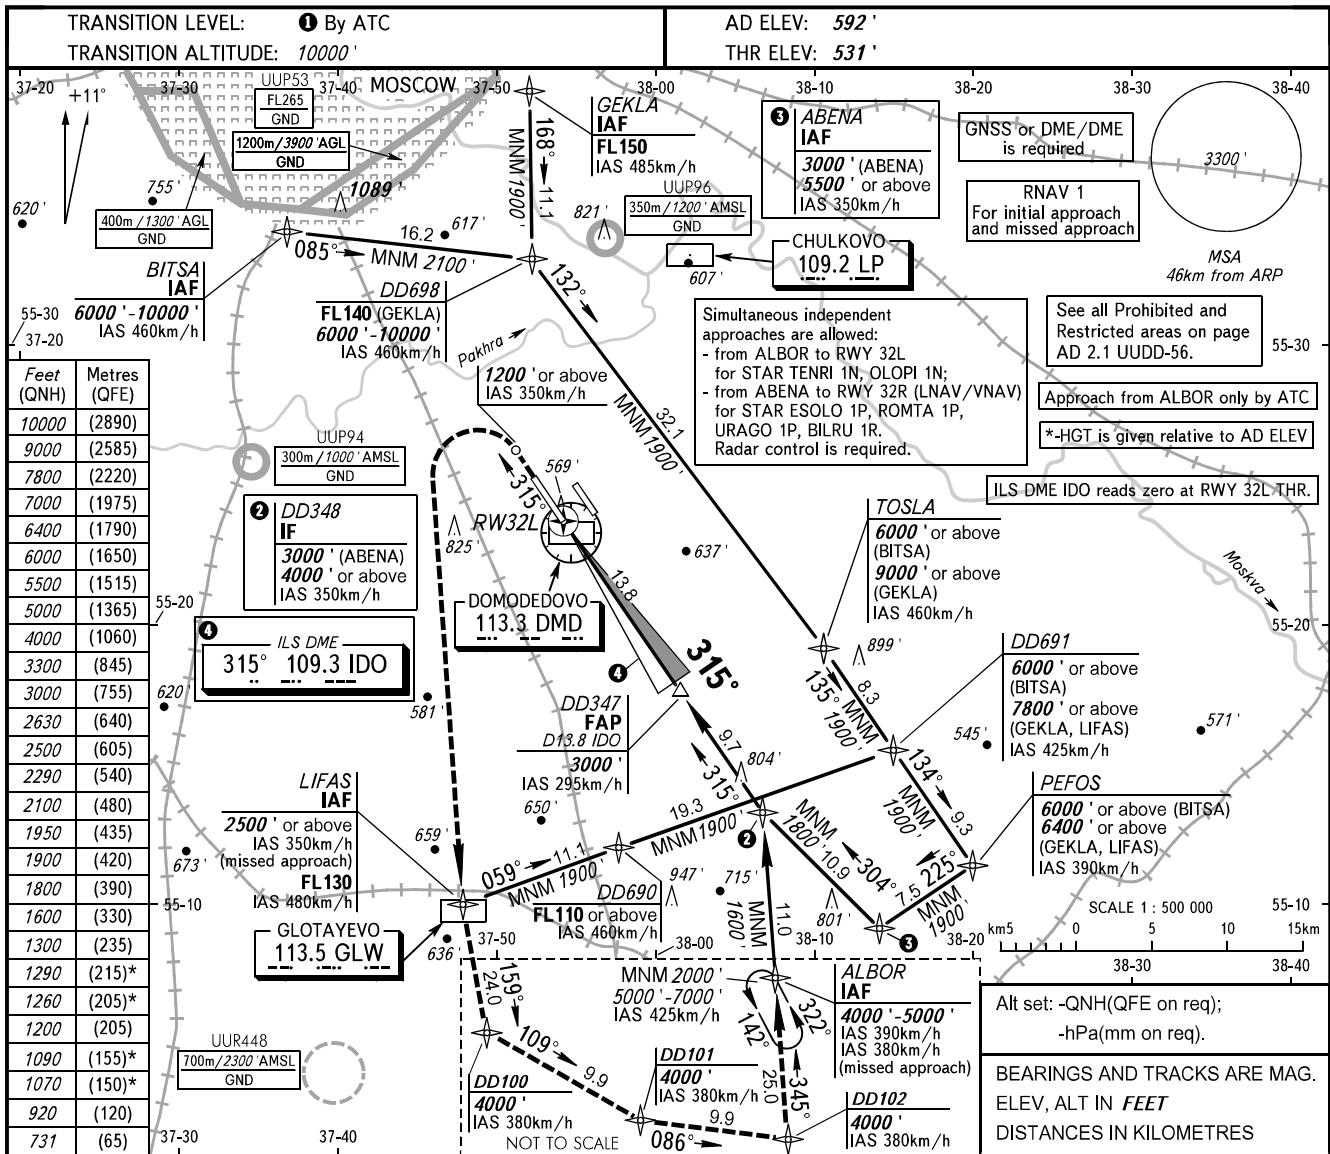 TRANSITION LEVEL: 1 By ATC
TRANSITION ALTITUDE: 10000'
AD ELEV: 592'
THR ELEV: 531'
37-20
37-30
37-40
37-50
38-00
38-10
38-20
38-30
38-40
+11°
UUP53
FL265
GND
MOSCOW
1200m/3900'AGL
GND
755'
1089'
620'
400m/1300'AGL
GND
GEKLA
IAF
FL150
IAS 485km/h
168°
11.1
MNM 1900'
3 ABENA
IAF
3000' (ABENA)
5500' or above
IAS 350km/h
GNSS or DME/DME
is required
RNAV 1
For initial approach
and missed approach
3300'
MSA
46km from ARP
UUP96
350m/1200'AMSL
GND
821'
607'
CHULKOVO
109.2 LP
16.2
617'
085°
MNM 2100'
BITSA
IAF
6000'-10000'
IAS 460km/h
DD698
FL140 (GEKLA)
6000'-10000'
IAS 460km/h
132°
Pakhra
55-30
37-20
Simultaneous independent
approaches are allowed:
- from ALBOR to RWY 32L
for STAR TENRI 1N, OLOPI 1N;
- from ABENA to RWY 32R (LNAV/VNAV)
for STAR ESOLO 1P, ROMTA 1P,
URAGO 1P, BILRU 1R.
Radar control is required.
See all Prohibited and
Restricted areas on page
AD 2.1 UUDD-56.
55-30
Approach from ALBOR only by ATC
*-HGT is given relative to AD ELEV
ILS DME IDO reads zero at RWY 32L THR.
1200' or above
IAS 350km/h
32.1
MNM 1900'
Feet
(QNH)
Metres
(QFE)
10000 (2890)
9000 (2585)
7800 (2220)
7000 (1975)
6400 (1790)
6000 (1650)
5500 (1515)
5000 (1365)
4000 (1060)
3300 (845)
3000 (755)
2630 (640)
2500 (605)
2290 (540)
2100 (480)
1950 (435)
1900 (420)
1800 (390)
1600 (330)
1300 (235)
1290 (215)*
1260 (205)*
1200 (205)
1090 (155)*
1070 (150)*
920 (120)
731 (65)
UUP94
300m/1000'AMSL
GND
2 DD348
IF
3000' (ABENA)
4000' or above
IAS 350km/h
569'
315°
RW32L
825'
637'
TOSLA
6000' or above
(BITSA)
9000' or above
(GEKLA)
IAS 460km/h
Moskva
55-20
55-20
DOMODEDOVO
113.3 DMD
13.8
4
ILS DME
315° 109.3 IDO
4
315°
899'
135°
8.3
MNM
1900'
DD691
6000' or above
(BITSA)
7800' or above
(GEKLA, LIFAS)
IAS 425km/h
620'
581'
DD347
FAP
D13.8 IDO
3000'
IAS 295km/h
9.7
315°
804'
545'
571'
134°
9.3
MNM
1900'
PEFOS
6000' or above (BITSA)
6400' or above
(GEKLA, LIFAS)
IAS 390km/h
LIFAS
IAF
2500' or above
IAS 350km/h
(missed approach)
FL130
IAS 480km/h
650'
659'
673'
19.3
MNM 1900'
2
MNM
1800'
10.9
304°
225°
7.5
MNM
1900'
059°
11.1
MNM 1900'
DD690
FL110 or above
IAS 460km/h
947'
715'
801'
3
11.0
MNM
1600'
SCALE 1 : 500 000
km5 0 5 10 15km
55-10
55-10
GLOTAYEVO
113.5 GLW
636'
37-50
38-00
38-10
38-20
38-30
38-40
159°
24.0
MNM 2000'
5000'-7000'
IAS 425km/h
142°
322°
ALBOR
IAF
4000'-5000'
IAS 390km/h
IAS 380km/h
(missed approach)
109°
9.9
DD100
4000'
IAS 380km/h
NOT TO SCALE
DD101
4000'
IAS 380km/h
9.9
086°
25.0
345°
DD102
4000'
IAS 380km/h
UUR448
700m/2300'AMSL
GND
37-30
37-40
Alt set: -QNH(QFE on req);
-hPa(mm on req).
BEARINGS AND TRACKS ARE MAG.
ELEV, ALT IN FEET
DISTANCES IN KILOMETRES